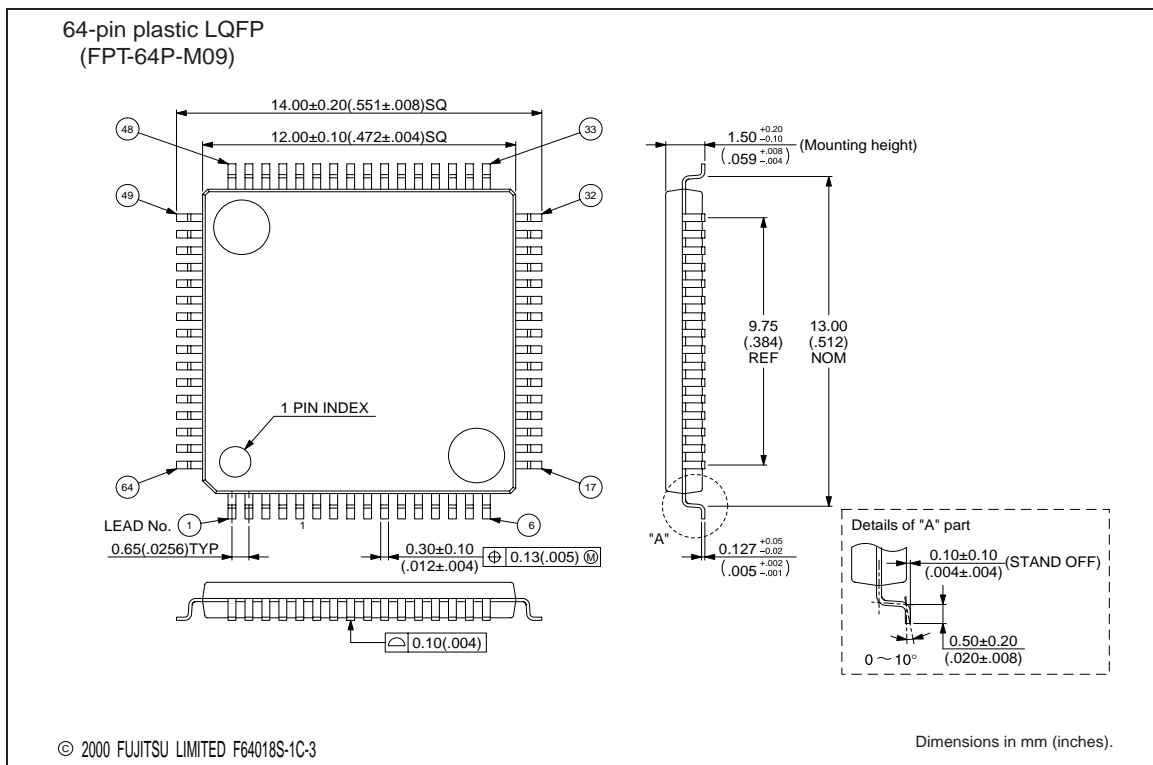 64-pin plastic LQFP
(FPT-64P-M09)
14.00±0.20(.551±.008)SQ
12.00±0.10(.472±.004)SQ
48
33
49
32
1 PIN INDEX
64
17
LEAD No.
1
1
6
0.65(.0256)TYP
0.30±0.10
(.012±.004)
⌖ 0.13(.005) Ⓜ
⌓ 0.10(.004)
1.50 +0.20 −0.10
(.059 +.008 −.004)
(Mounting height)
9.75
(.384)
REF
13.00
(.512)
NOM
"A"
0.127 +0.05 −0.02
(.005 +.002 −.001)
Details of "A" part
0.10±0.10
(.004±.004)
(STAND OFF)
0.50±0.20
(.020±.008)
0 ~ 10°
© 2000 FUJITSU LIMITED F64018S-1C-3
Dimensions in mm (inches).